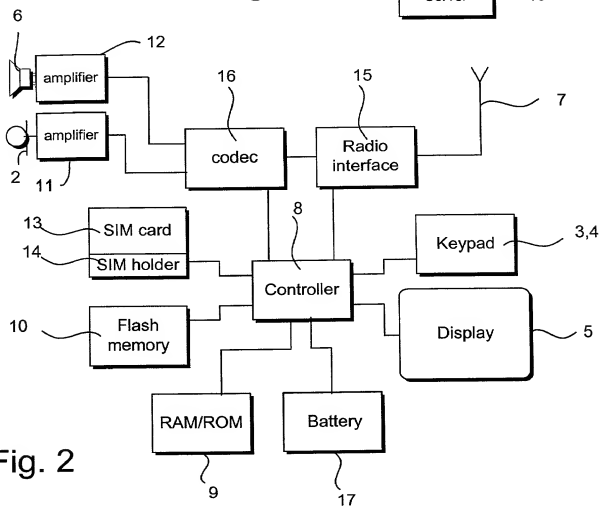 6
12
amplifier
16
15
7
amplifier
codec
Radio
interface
2
11
13
SIM card
8
3,4
Keypad
14
SIM holder
Controller
10
Flash
memory
Display
5
RAM/ROM
Battery
Fig. 2
9
17